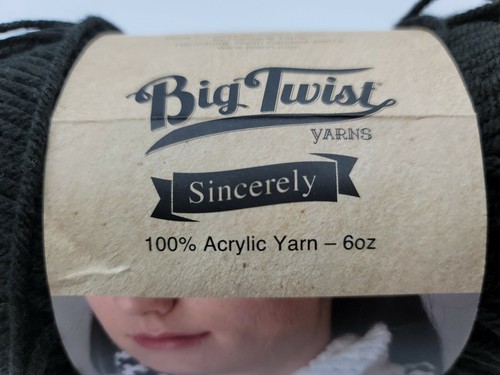 Big Twist
YARNS
Sincerely
100% Acrylic Yarn – 6oz